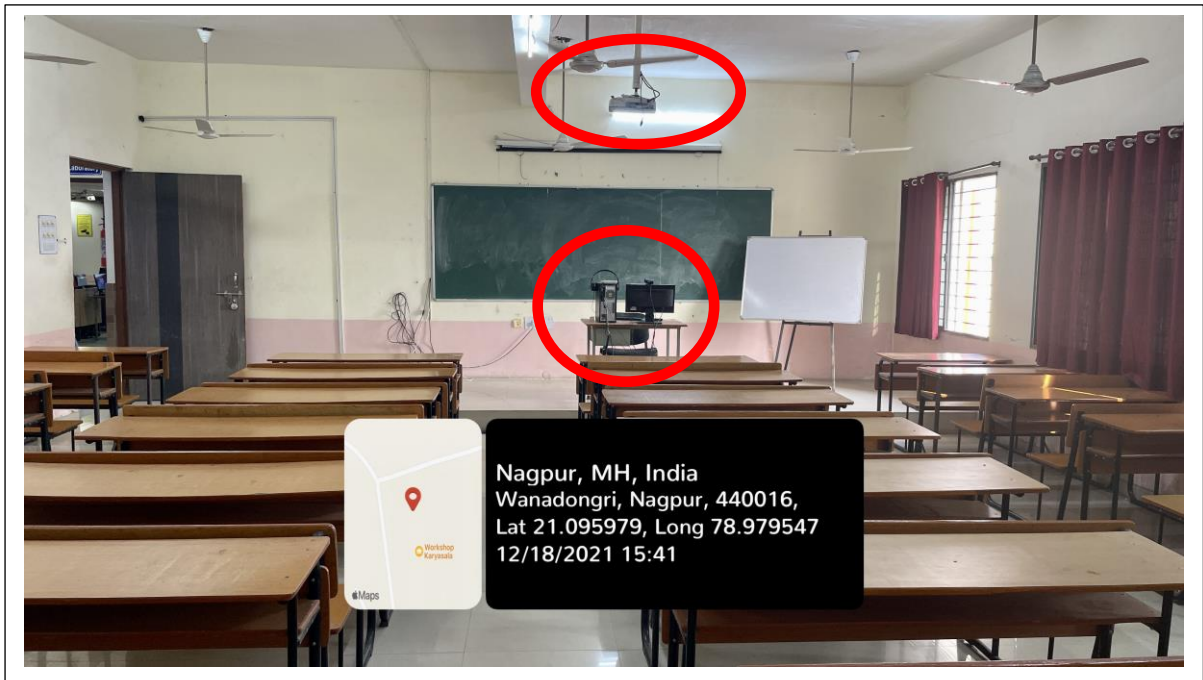 aboratory
Workshop
Karyasala
Maps
Nagpur, MH, India
Wanadongri, Nagpur, 440016,
Lat 21.095979, Long 78.979547
12/18/2021 15:41